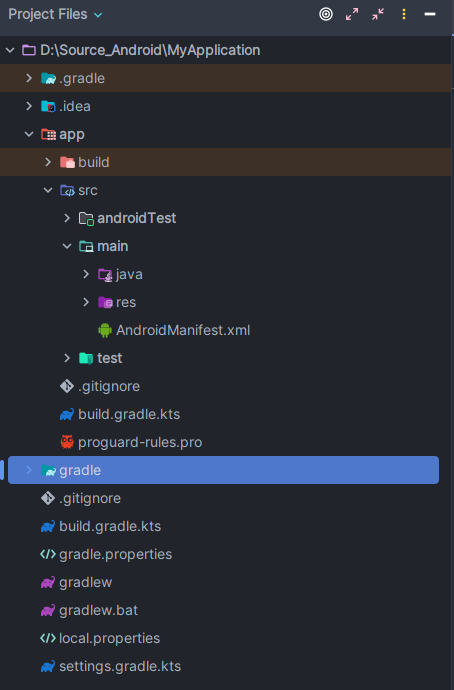 Project Files
D:\Source_Android\MyApplication
.gradle
.idea
app
build
src
androidTest
main
java
res
AndroidManifest.xml
test
.gitignore
build.gradle.kts
proguard-rules.pro
gradle
.gitignore
build.gradle.kts
gradle.properties
gradlew
gradlew.bat
local.properties
settings.gradle.kts